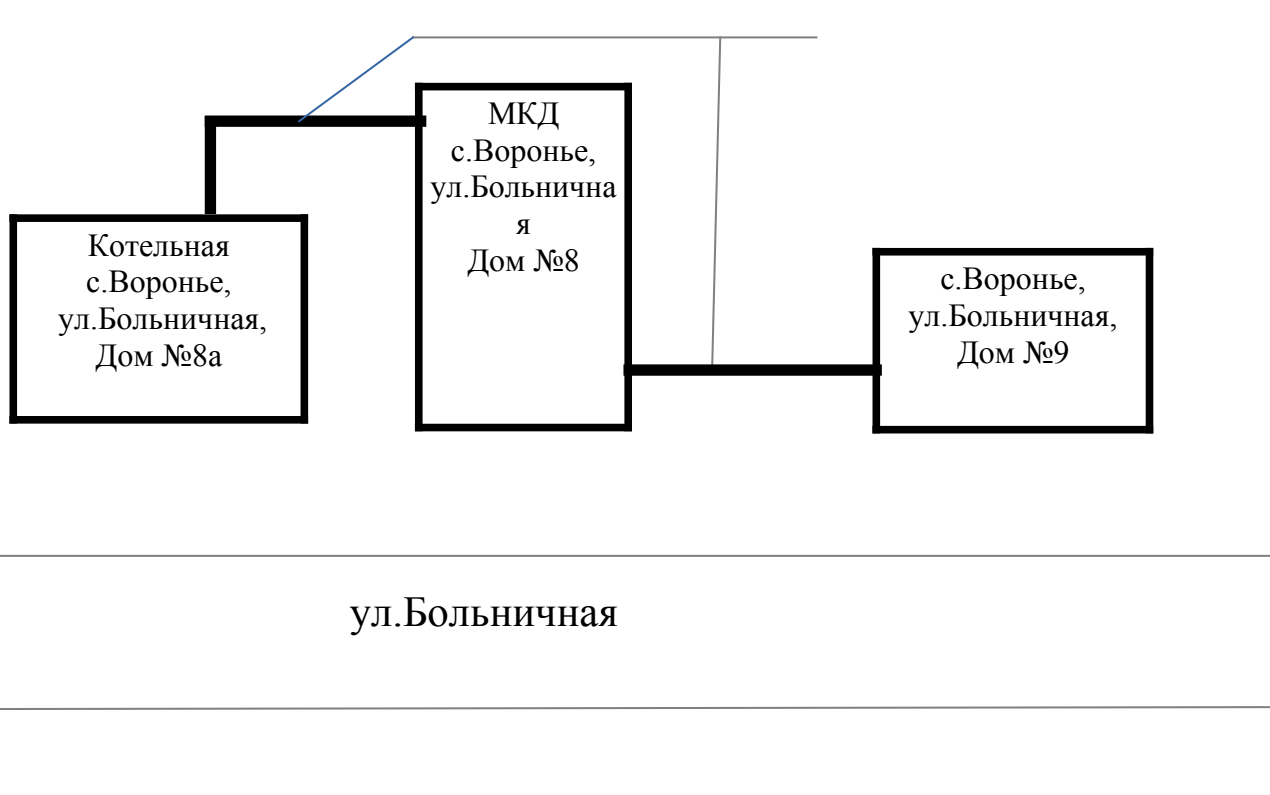 МКД
с.Воронье,
ул.Больнична
я
Дом №8
Котельная
с.Воронье,
ул.Больничная,
Дом №8а
с.Воронье,
ул.Больничная,
Дом №9
ул.Больничная